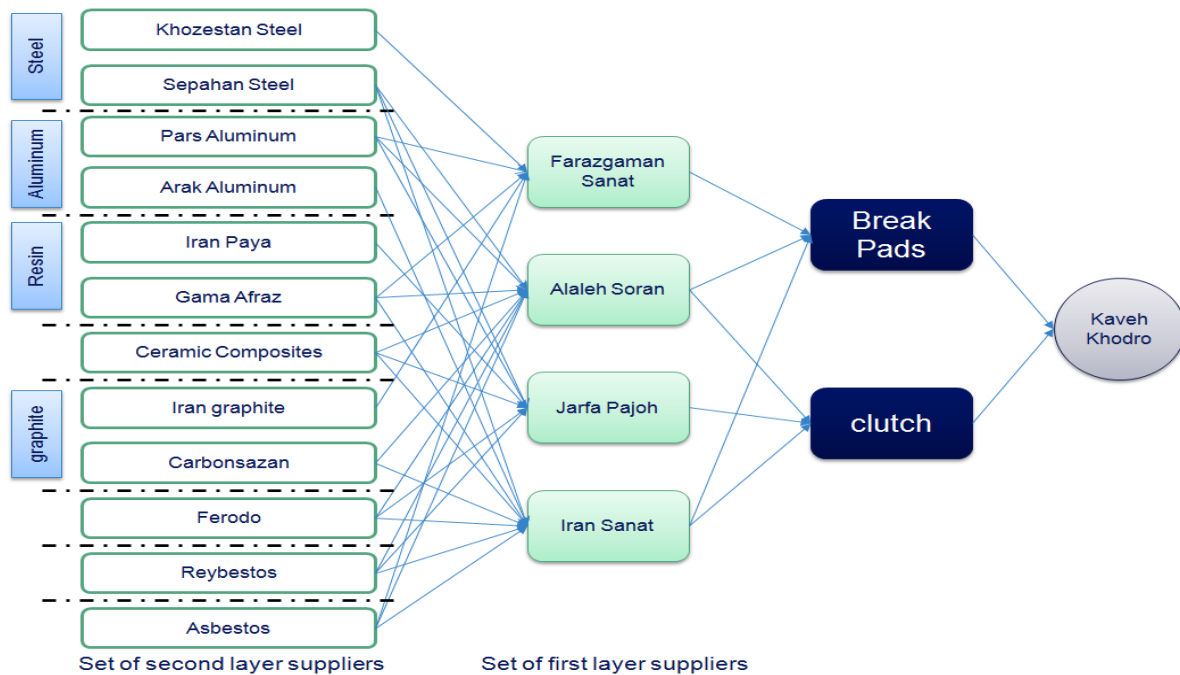 Steel
Khozestan Steel
Sepahan Steel
Aluminum
Pars Aluminum
Arak Aluminum
Resin
Iran Paya
Gama Afraz
Ceramic Composites
graphite
Iran graphite
Carbonsazan
Ferodo
Reybestos
Asbestos
Set of second layer suppliers
Farazgaman
Sanat
Alaleh Soran
Jarfa Pajoh
Iran Sanat
Set of first layer suppliers
Break
Pads
clutch
Kaveh
Khodro